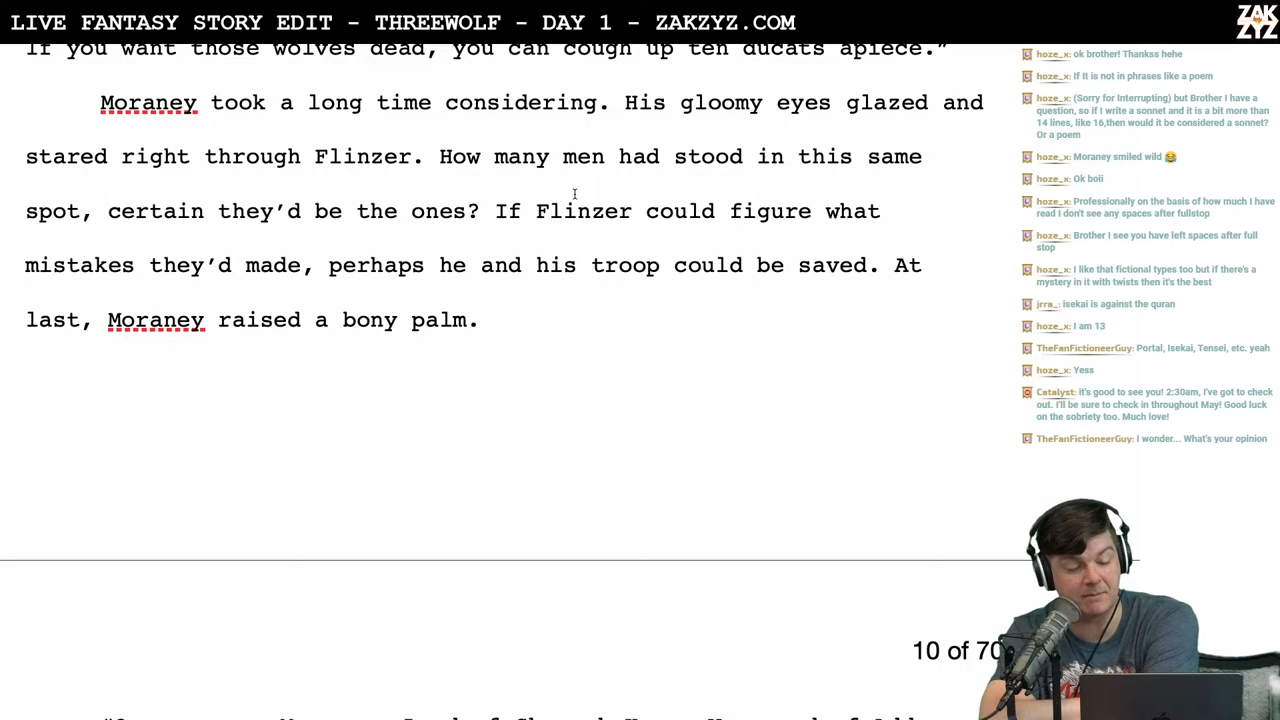 LIVE FANTASY STORY EDIT - THREEWOLF - DAY 1 - ZAKZYZ.COM
ZAK
ZYZ
If you want those wolves dead, you can cough up ten ducats apiece.”
Moraney took a long time considering. His gloomy eyes glazed and
stared right through Flinzer. How many men had stood in this same
spot, certain they’d be the ones? If Flinzer could figure what
mistakes they’d made, perhaps he and his troop could be saved. At
last, Moraney raised a bony palm.
10 of 70
hoze_x: ok brother! Thankss hehe
hoze_x: If It is not in phrases like a poem
hoze_x: (Sorry for Interrupting) but Brother I have a
question, so if I write a sonnet and it is a bit more than
14 lines, like 16,then would it be considered a sonnet?
Or a poem
hoze_x: Moraney smiled wild 😂
hoze_x: Ok boii
hoze_x: Professionally on the basis of how much I have
read I don't see any spaces after fullstop
hoze_x: Brother I see you have left spaces after full
stop
hoze_x: I like that fictional types too but if there's a
mystery in it with twists then it's the best
jrra_: isekai is against the quran
hoze_x: I am 13
TheFanFictioneerGuy: Portal, Isekai, Tensei, etc. yeah
hoze_x: Yess
Catalyst: it's good to see you! 2:30am, I've got to check
out. I'll be sure to check in throughout May! Good luck
on the sobriety too. Much love!
TheFanFictioneerGuy: I wonder... What's your opinion